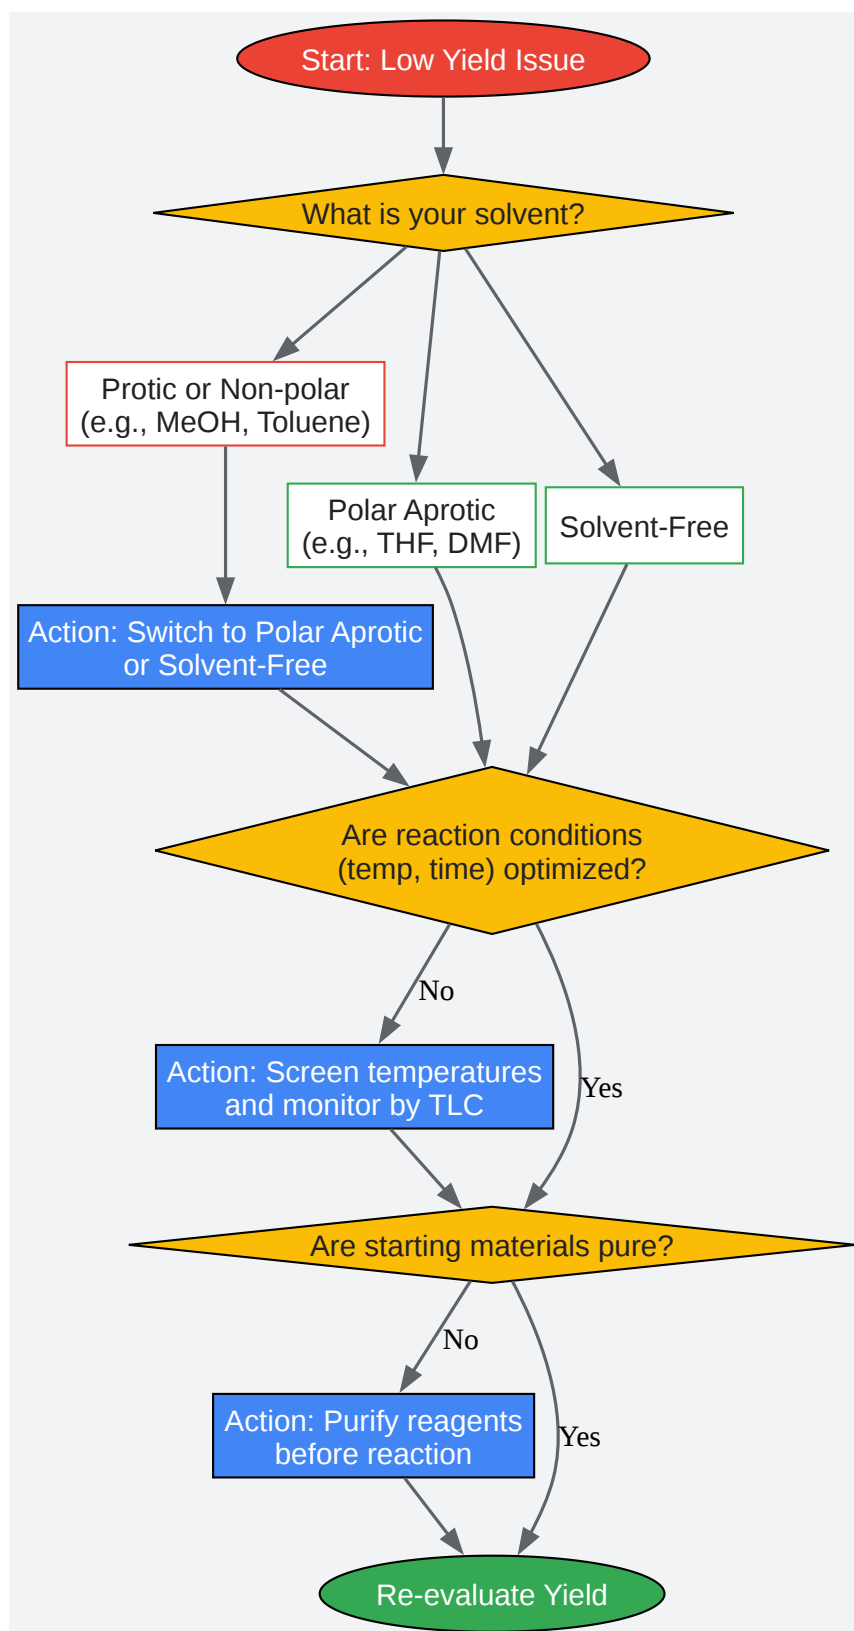 Start: Low Yield Issue
What is your solvent?
Protic or Non-polar
(e.g., MeOH, Toluene)
Polar Aprotic
(e.g., THF, DMF)
Solvent-Free
Action: Switch to Polar Aprotic
or Solvent-Free
Are reaction conditions
(temp, time) optimized?
No
Action: Screen temperatures
and monitor by TLC
Yes
Are starting materials pure?
No
Action: Purify reagents
before reaction
Yes
Re-evaluate Yield